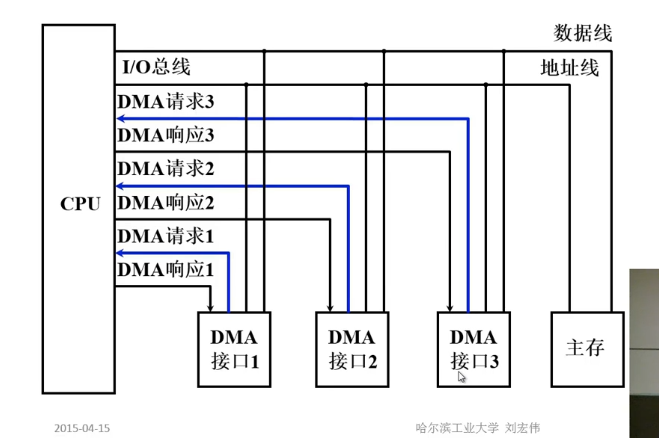 数据线
I/O总线
地址线
DMA请求3
DMA响应3
DMA请求2
CPU
DMA响应2
DMA请求1
DMA响应1
DMA
接口1
DMA
接口2
DMA
接口3
主存
2015-04-15
哈尔滨工业大学 刘宏伟